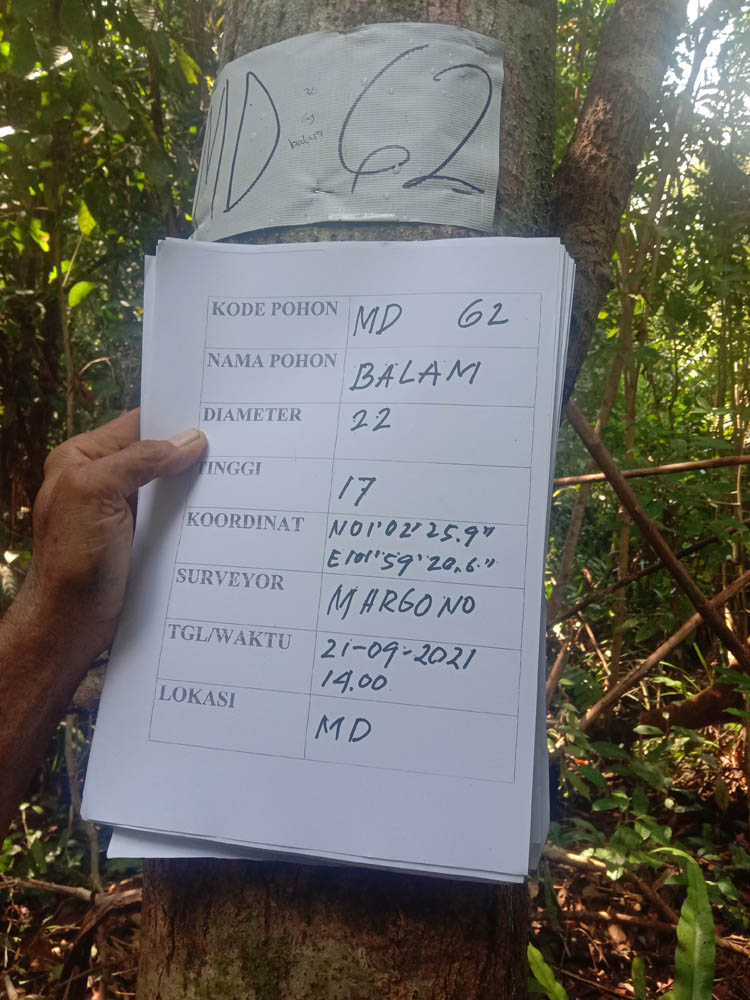 MD 62
KODE POHON MD 62
NAMA POHON BALAM
DIAMETER 22
TINGGI 17
KOORDINAT N01°02'25.9"
E101°59'20.6"
SURVEYOR MARGONO
TGL/WAKTU 21-09-2021
14.00
LOKASI MD